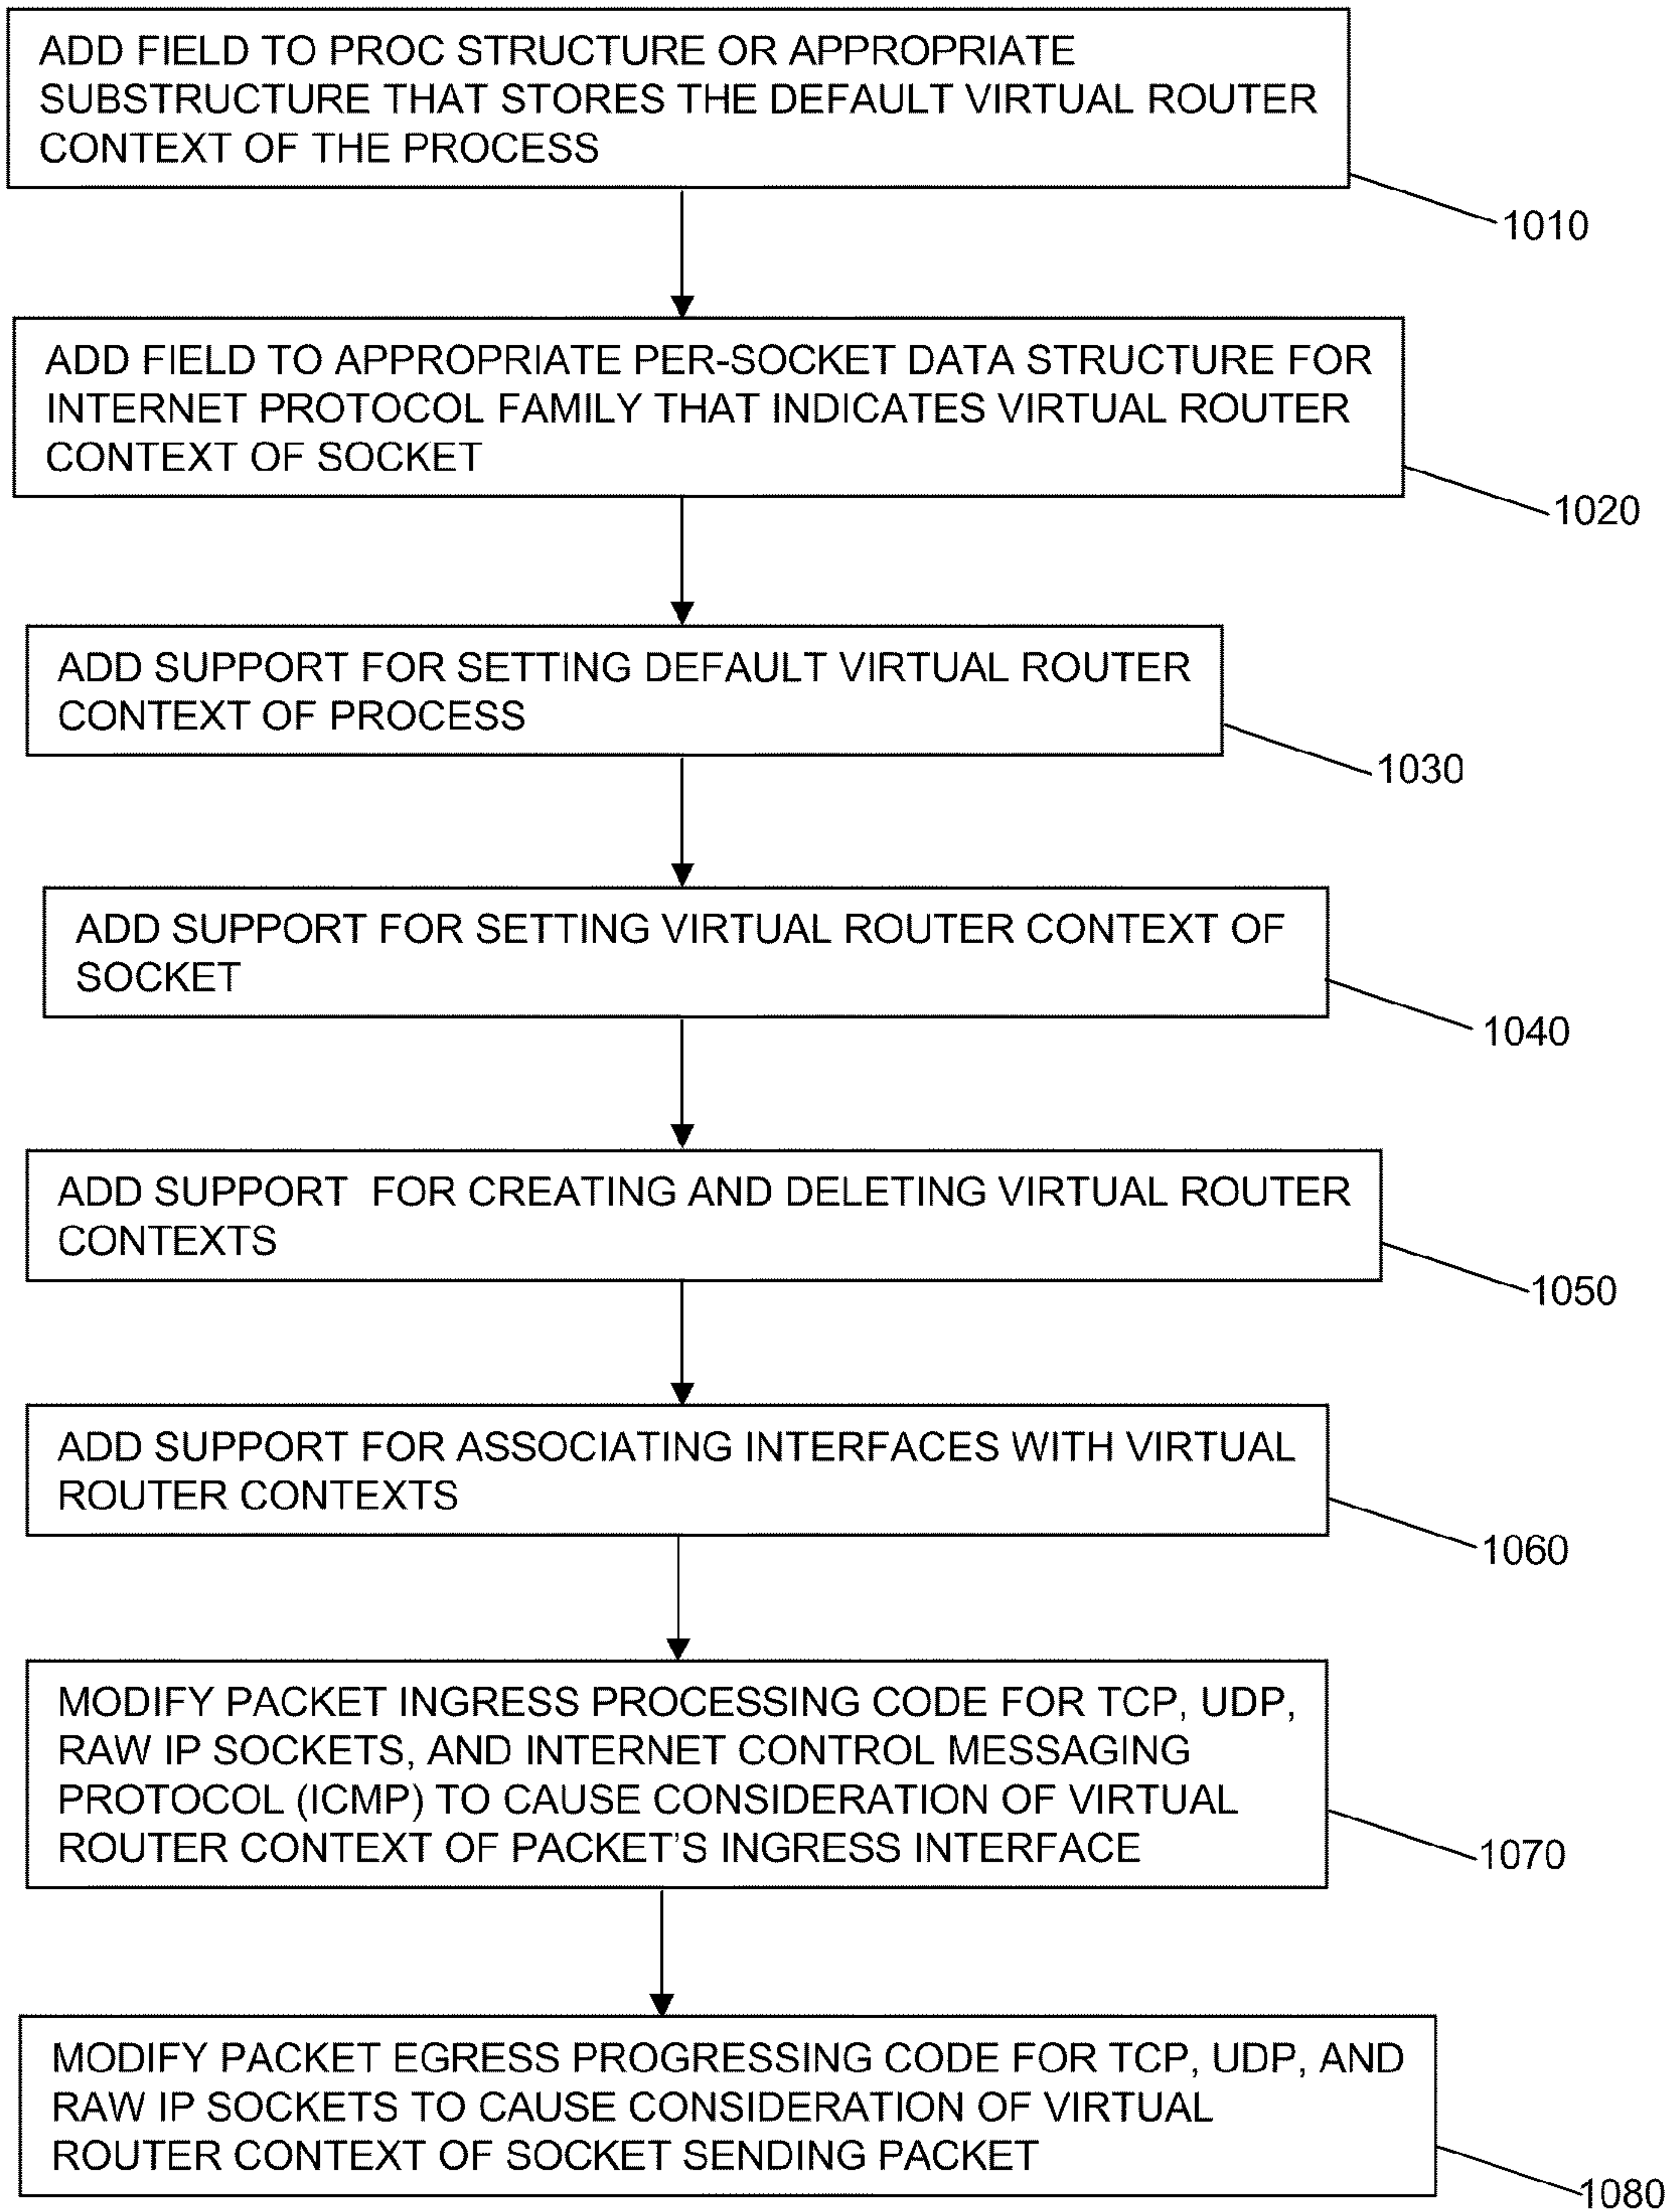 ADD FIELD TO PROC STRUCTURE OR APPROPRIATE
SUBSTRUCTURE THAT STORES THE DEFAULT VIRTUAL ROUTER
CONTEXT OF THE PROCESS
1010
ADD FIELD TO APPROPRIATE PER-SOCKET DATA STRUCTURE FOR
INTERNET PROTOCOL FAMILY THAT INDICATES VIRTUAL ROUTER
CONTEXT OF SOCKET
1020
ADD SUPPORT FOR SETTING DEFAULT VIRTUAL ROUTER
CONTEXT OF PROCESS
1030
ADD SUPPORT FOR SETTING VIRTUAL ROUTER CONTEXT OF
SOCKET
1040
ADD SUPPORT FOR CREATING AND DELETING VIRTUAL ROUTER
CONTEXTS
1050
ADD SUPPORT FOR ASSOCIATING INTERFACES WITH VIRTUAL
ROUTER CONTEXTS
1060
MODIFY PACKET INGRESS PROCESSING CODE FOR TCP, UDP,
RAW IP SOCKETS, AND INTERNET CONTROL MESSAGING
PROTOCOL (ICMP) TO CAUSE CONSIDERATION OF VIRTUAL
ROUTER CONTEXT OF PACKET'S INGRESS INTERFACE
1070
MODIFY PACKET EGRESS PROGRESSING CODE FOR TCP, UDP, AND
RAW IP SOCKETS TO CAUSE CONSIDERATION OF VIRTUAL
ROUTER CONTEXT OF SOCKET SENDING PACKET
1080